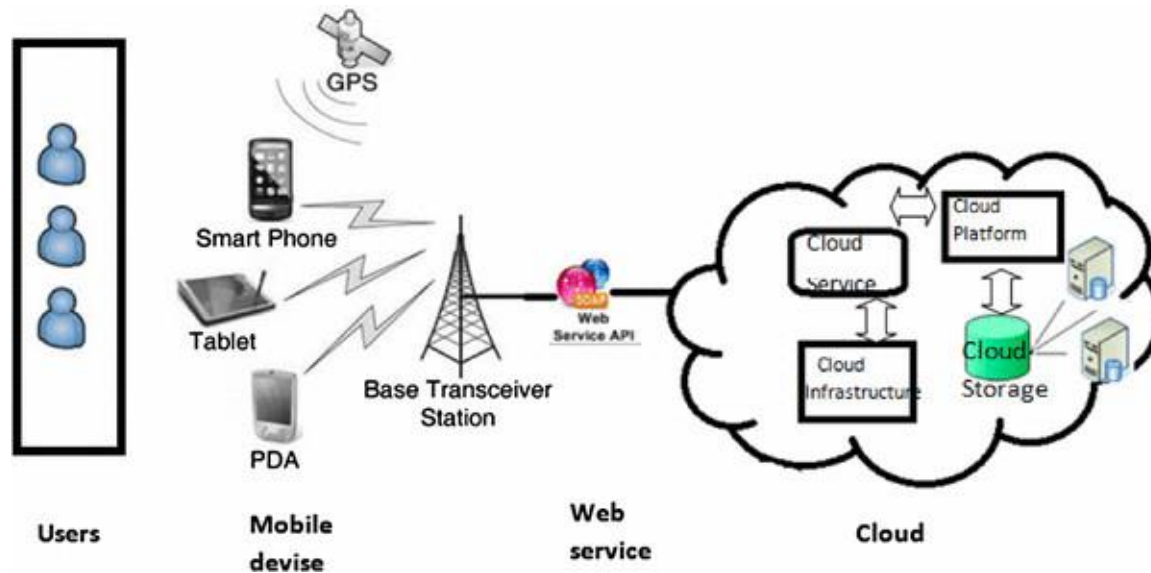 GPS
Smart Phone
Tablet
PDA
Base Transceiver
Station
SOAP
Web
Service API
Cloud
Service
Cloud
Platform
Cloud
Infrastructure
Cloud
Storage
Users
Mobile
devise
Web
service
Cloud